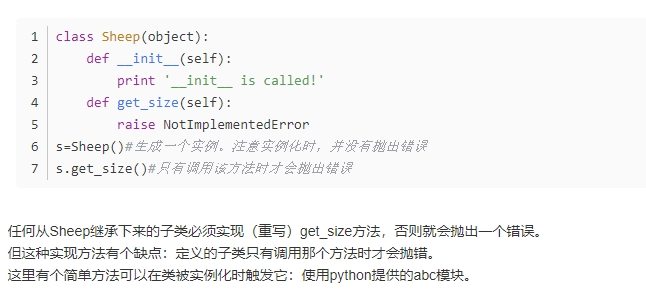 1 class Sheep(object):
2     def __init__(self):
3         print '__init__ is called!'
4     def get_size(self):
5         raise NotImplementedError
6 s=Sheep()#生成一个实例。注意实例化时，并没有抛出错误
7 s.get_size()#只有调用该方法时才会抛出错误
任何从Sheep继承下来的子类必须实现（重写）get_size方法，否则就会抛出一个错误。
但这种实现方法有个缺点：定义的子类只有调用那个方法时才会抛错。
这里有个简单方法可以在类被实例化时触发它：使用python提供的abc模块。